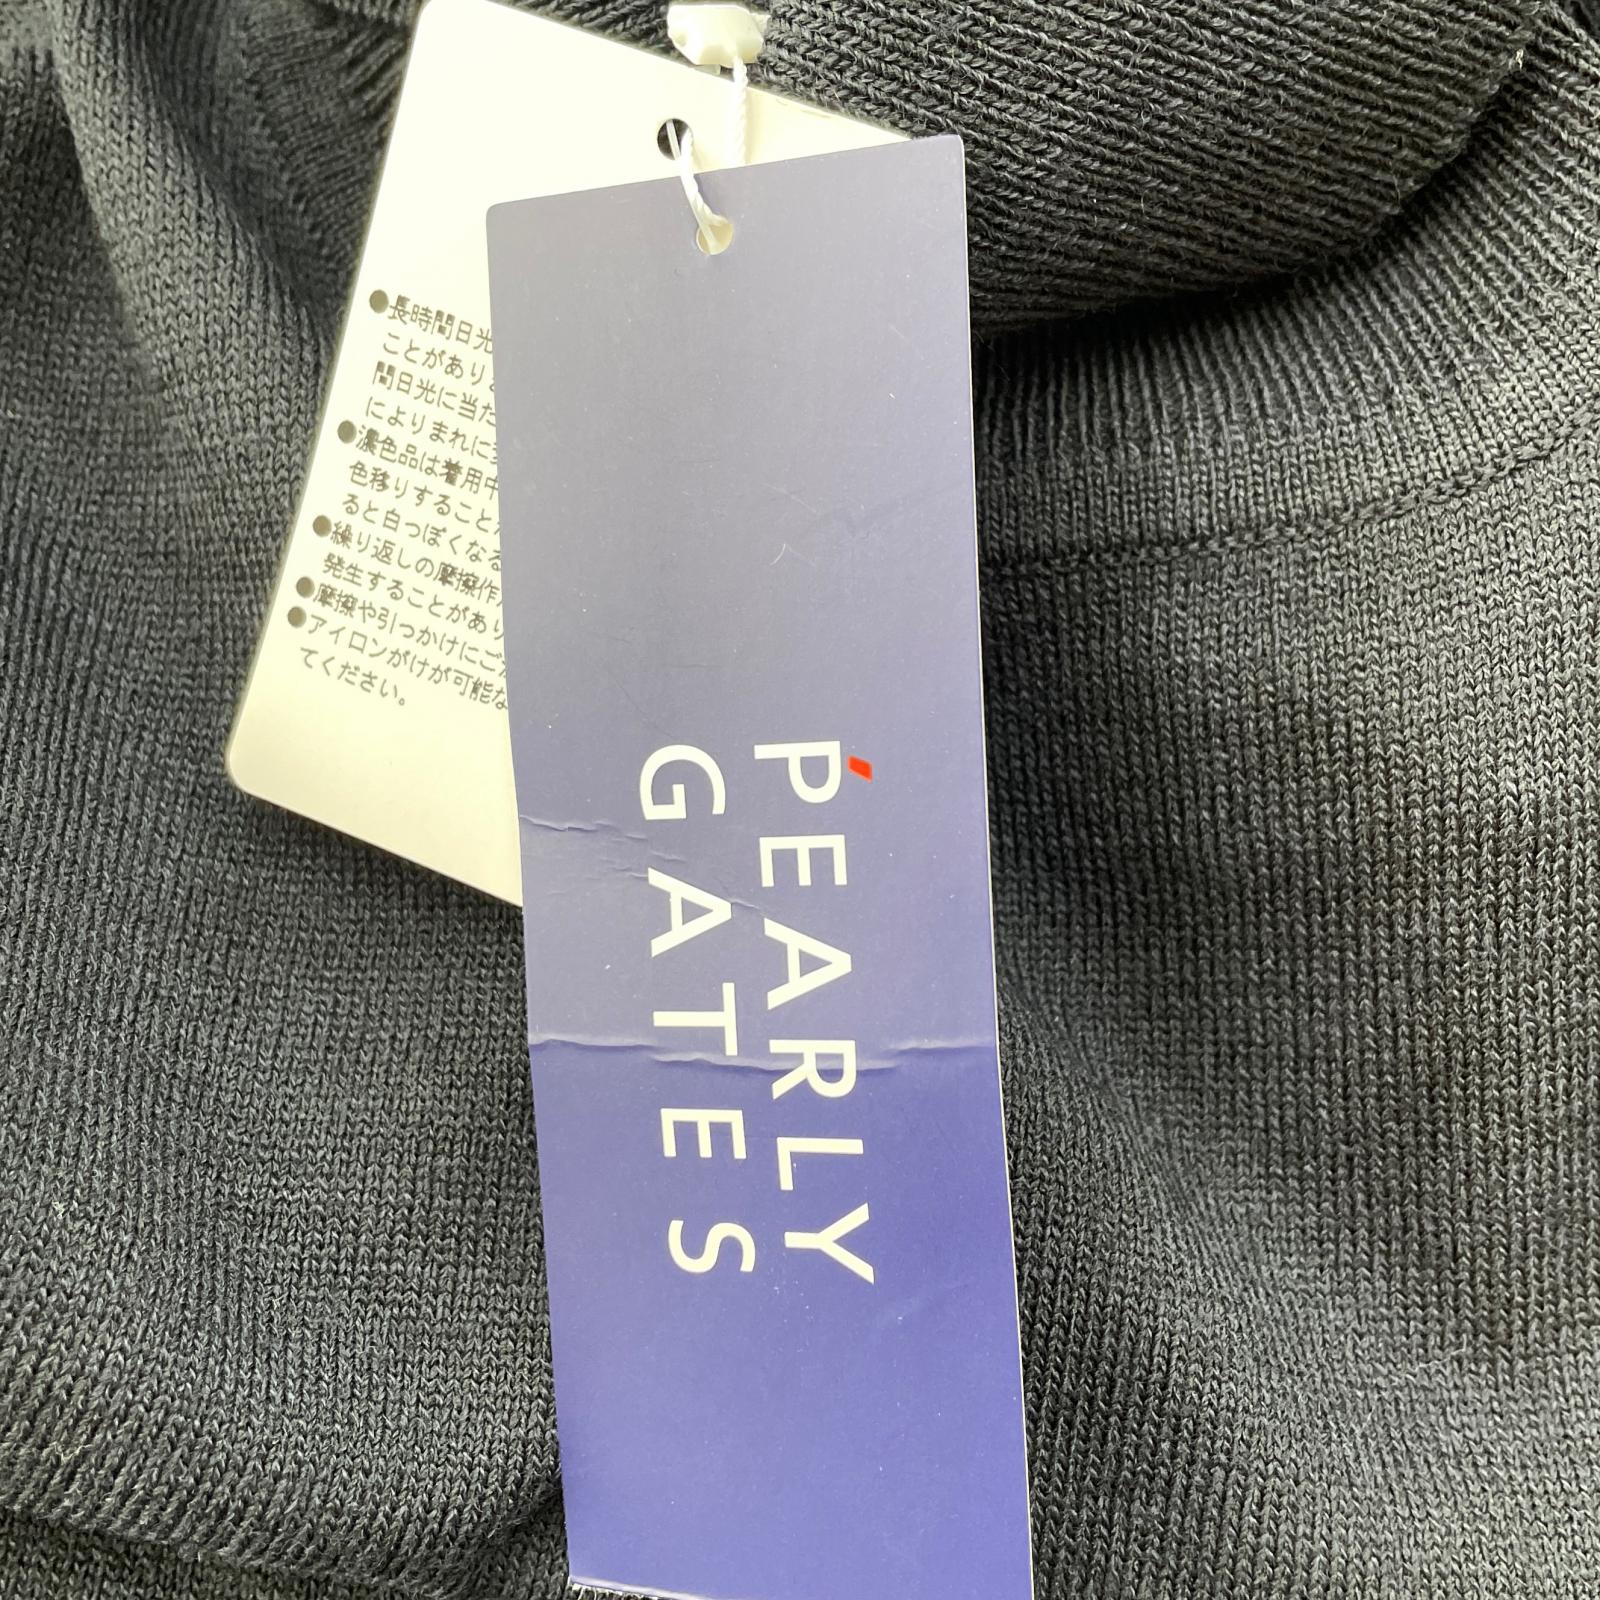 ●長時間日光
ことがあり
間日光に当た
によりまれに
●濃色品は着用中
色移りすること
ると白っぽくなる
●繰り返しの摩擦作
発生することがあり
●摩擦や引っかけにご
●アイロンがけが可能な
てください。
PEARLY
GATES